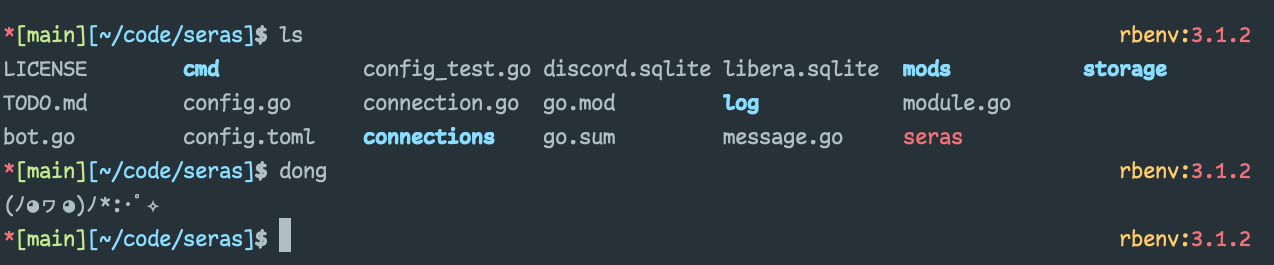 *[main][~/code/seras]$ ls rbenv:3.1.2
LICENSE cmd config_test.go discord.sqlite libera.sqlite mods storage
TODO.md config.go connection.go go.mod log module.go
bot.go config.toml connections go.sum message.go seras
*[main][~/code/seras]$ dong rbenv:3.1.2
(ﾉ◕ヮ◕)ﾉ*:･ﾟ✧
*[main][~/code/seras]$ rbenv:3.1.2